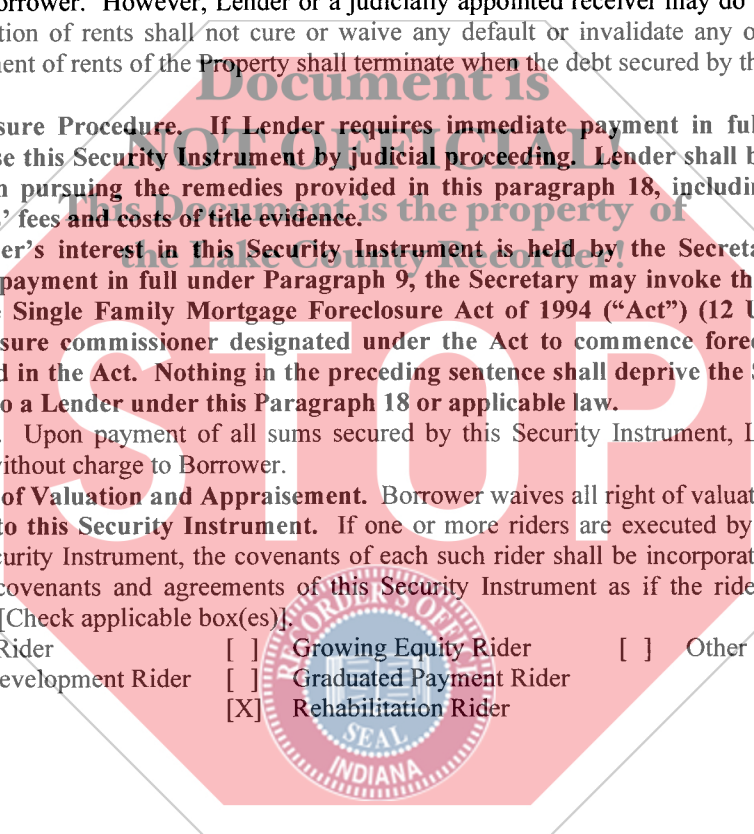 orrower. However, Lender or a judicially appointed receiver may do
tion of rents shall not cure or waive any default or invalidate any o
nent of rents of the Property shall terminate when the debt secured by th
Document is
sure Procedure. If Lender requires immediate payment in ful
NOT OFFICIAL!
se this Security Instrument by judicial proceeding. Lender shall b
n pursuing the remedies provided in this paragraph 18, includin
This Document is the property of
s’ fees and costs of title evidence.
er’s interest in this Security Instrument is held by the Secreta
the Lake County Recorder!
payment in full under Paragraph 9, the Secretary may invoke th
e Single Family Mortgage Foreclosure Act of 1994 (“Act”) (12 U
sure commissioner designated under the Act to commence forec
d in the Act. Nothing in the preceding sentence shall deprive the S
o a Lender under this Paragraph 18 or applicable law.
STOP
. Upon payment of all sums secured by this Security Instrument, L
without charge to Borrower.
of Valuation and Appraisement. Borrower waives all right of valuat
to this Security Instrument. If one or more riders are executed by
curity Instrument, the covenants of each such rider shall be incorporat
covenants and agreements of this Security Instrument as if the ride
[Check applicable box(es)].
Rider [ ] Growing Equity Rider [ ] Other
evelopment Rider [ ] Graduated Payment Rider
[X] Rehabilitation Rider
RECORDER'S OFFICE
SEAL
INDIANA